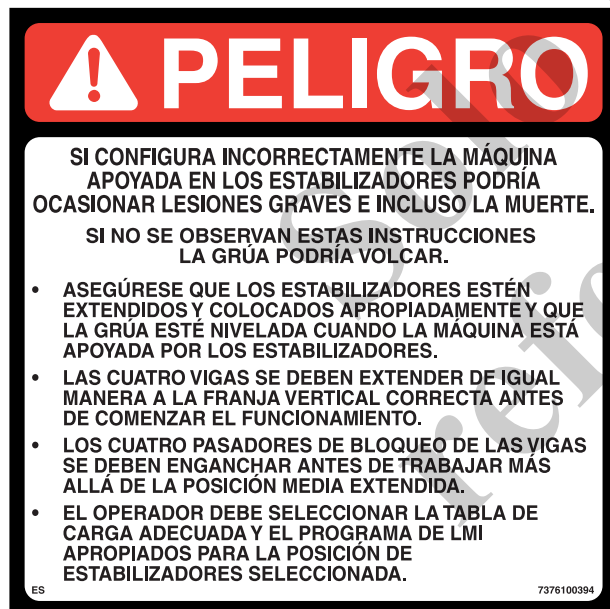 PELIGRO
SI CONFIGURA INCORRECTAMENTE LA MÁQUINA
APOYADA EN LOS ESTABILIZADORES PODRÍA
OCASIONAR LESIONES GRAVES E INCLUSO LA MUERTE.
SI NO SE OBSERVAN ESTAS INSTRUCCIONES
LA GRÚA PODRÍA VOLCAR.
• ASEGÚRESE QUE LOS ESTABILIZADORES ESTÉN
EXTENDIDOS Y COLOCADOS APROPIADAMENTE Y QUE
LA GRÚA ESTÉ NIVELADA CUANDO LA MÁQUINA ESTÁ
APOYADA POR LOS ESTABILIZADORES.
• LAS CUATRO VIGAS SE DEBEN EXTENDER DE IGUAL
MANERA A LA FRANJA VERTICAL CORRECTA ANTES
DE COMENZAR EL FUNCIONAMIENTO.
• LOS CUATRO PASADORES DE BLOQUEO DE LAS VIGAS
SE DEBEN ENGANCHAR ANTES DE TRABAJAR MÁS
ALLÁ DE LA POSICIÓN MEDIA EXTENDIDA.
• EL OPERADOR DEBE SELECCIONAR LA TABLA DE
CARGA ADECUADA Y EL PROGRAMA DE LMI
APROPIADOS PARA LA POSICIÓN DE
ESTABILIZADORES SELECCIONADA.
ES 7376100394
Solo